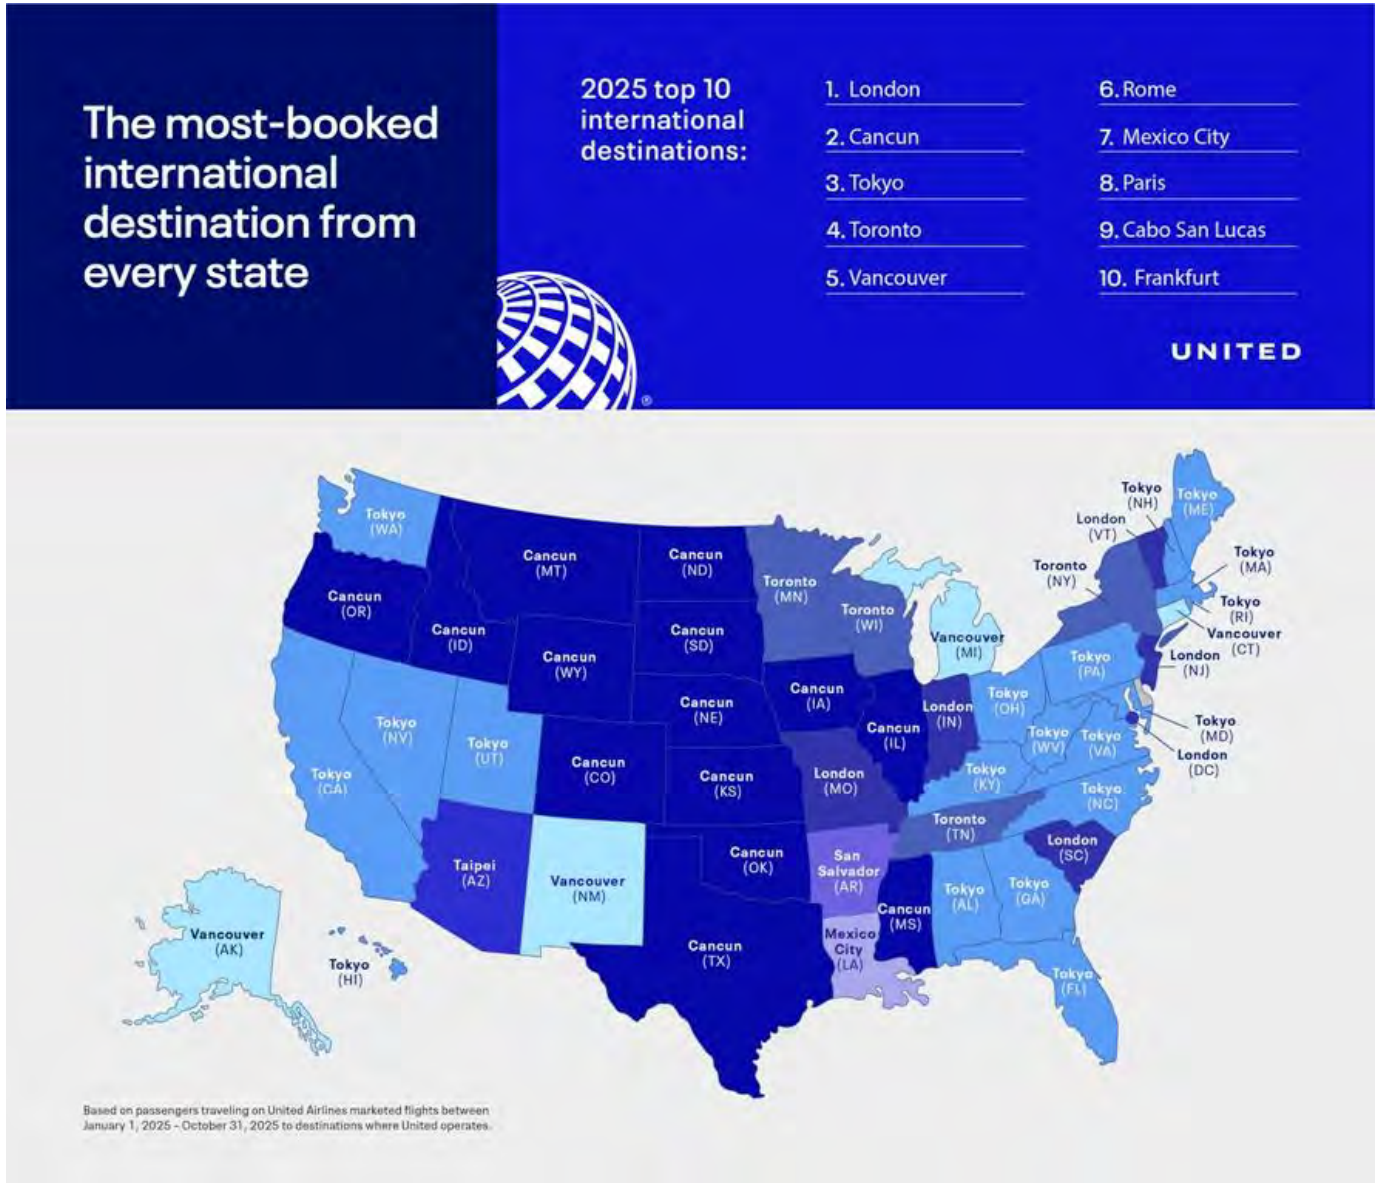 The most-booked
international
destination from
every state
2025 top 10
international
destinations:
1. London
2. Cancun
3. Tokyo
4. Toronto
5. Vancouver
6. Rome
7. Mexico City
8. Paris
9. Cabo San Lucas
10. Frankfurt
UNITED
®
Tokyo
(WA)
Cancun
(OR)
Cancun
(ID)
Cancun
(MT)
Cancun
(WY)
Cancun
(ND)
Cancun
(SD)
Cancun
(NE)
Cancun
(KS)
Cancun
(CO)
Tokyo
(UT)
Tokyo
(NV)
Tokyo
(CA)
Taipei
(AZ)
Vancouver
(NM)
Cancun
(OK)
Cancun
(TX)
Toronto
(MN)
Toronto
(WI)
Cancun
(IA)
Cancun
(IL)
London
(MO)
San
Salvador
(AR)
Mexico
City
(LA)
Cancun
(MS)
Vancouver
(MI)
London
(IN)
Tokyo
(OH)
Tokyo
(KY)
Toronto
(TN)
Tokyo
(AL)
Tokyo
(GA)
Tokyo
(FL)
London
(SC)
Tokyo
(NC)
Tokyo
(VA)
Tokyo
(WV)
Tokyo
(PA)
Toronto
(NY)
London
(VT)
Tokyo
(NH)
Tokyo
(ME)
Tokyo
(MA)
Tokyo
(RI)
Vancouver
(CT)
London
(NJ)
Tokyo
(MD)
London
(DC)
Vancouver
(AK)
Tokyo
(HI)
Based on passengers traveling on United Airlines marketed flights between
January 1, 2025 - October 31, 2025 to destinations where United operates.